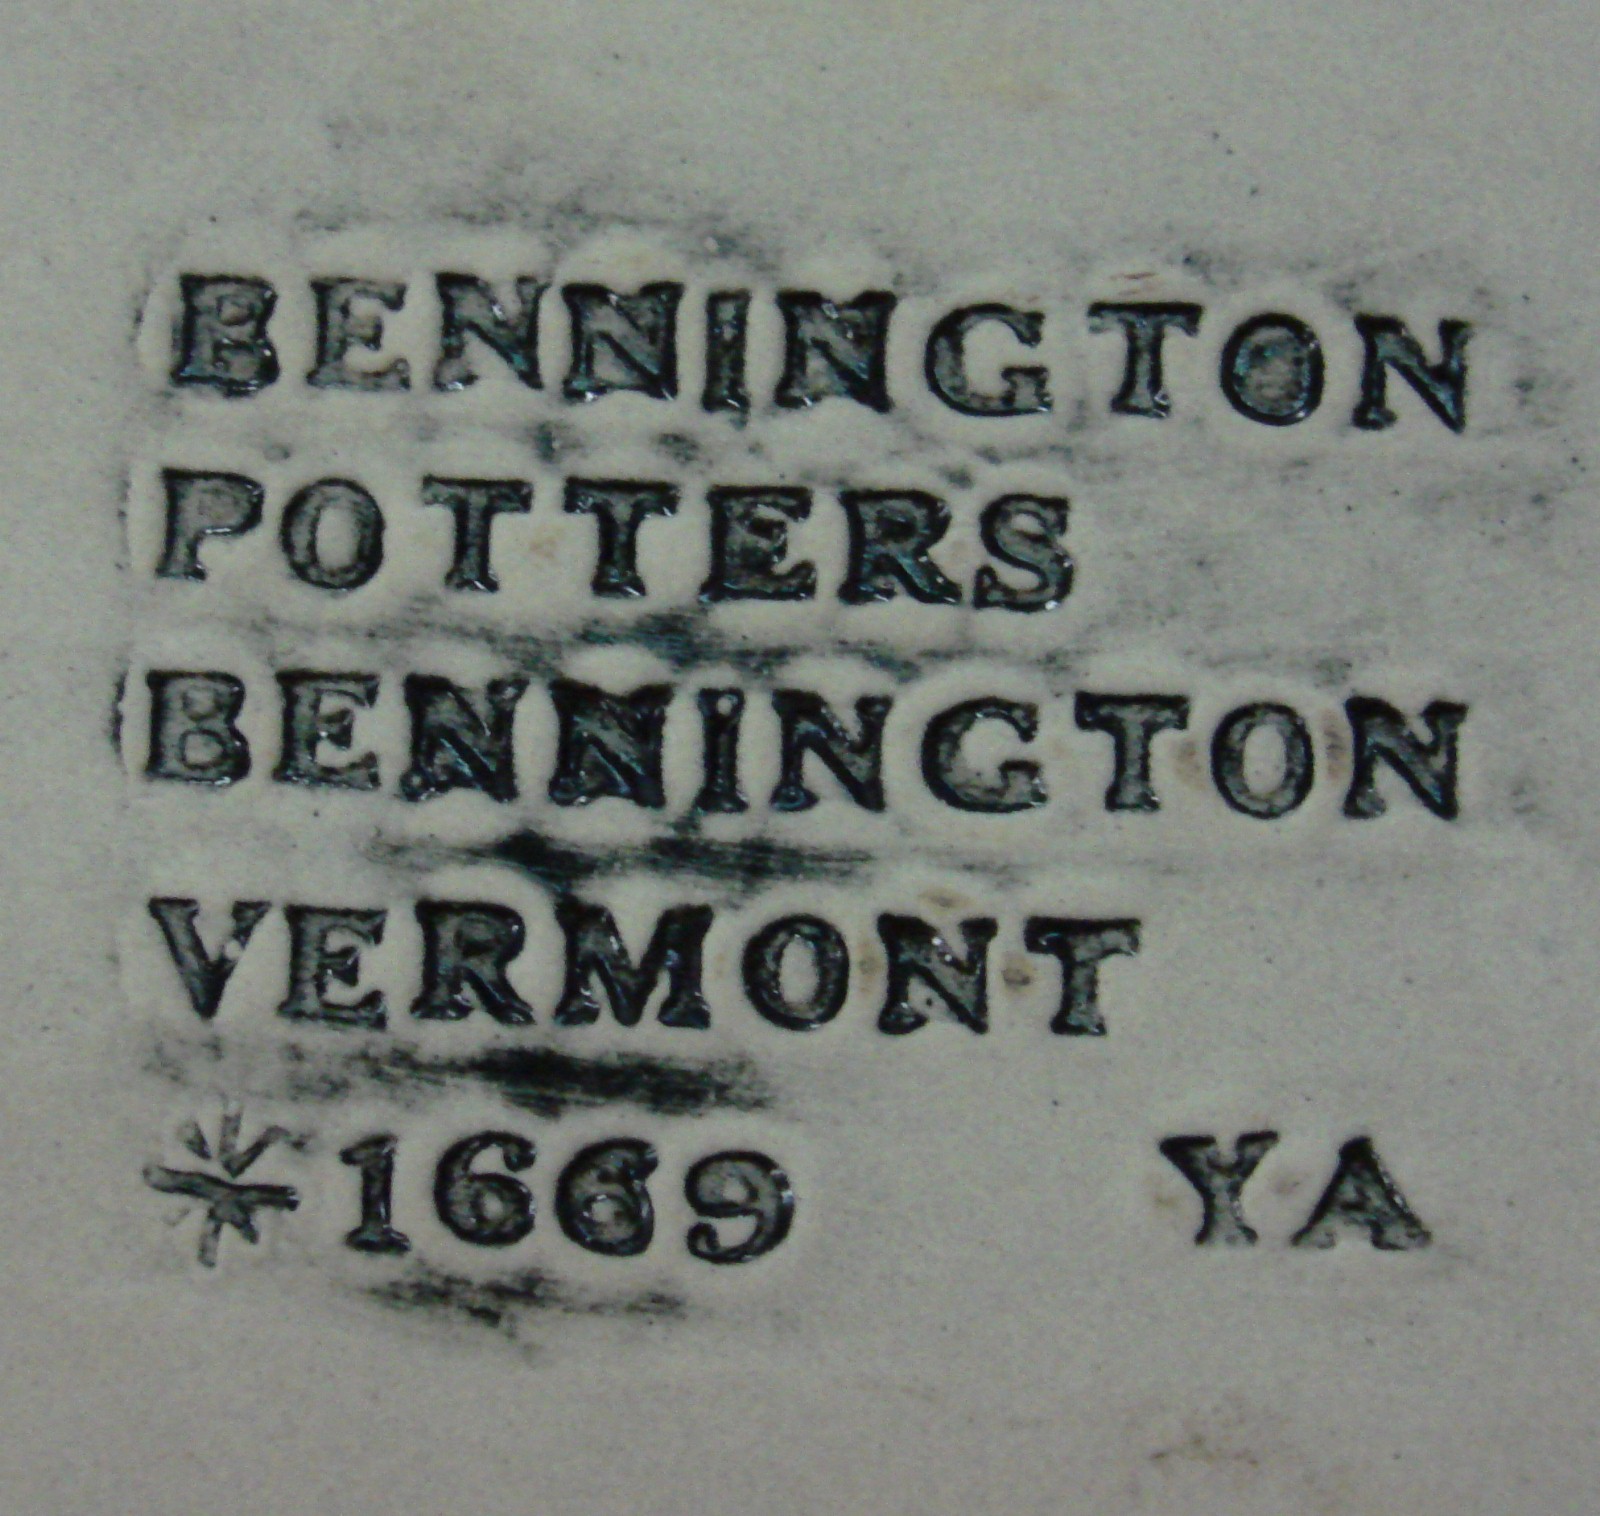 BENNINGTON
POTTERS
BENNINGTON
VERMONT
*1669 YA